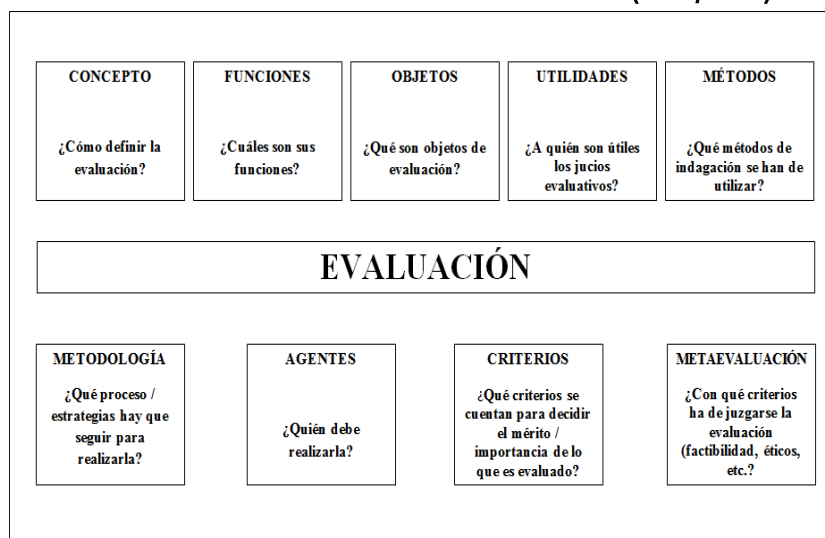 CONCEPTO
¿Cómo definir la
evaluación?
FUNCIONES
¿Cuáles son sus
funciones?
OBJETOS
¿Qué son objetos de
evaluación?
UTILIDADES
¿A quién son útiles
los jucios
evaluativos?
MÉTODOS
¿Qué métodos de
indagación se han de
utilizar?
EVALUACIÓN
METODOLOGÍA
¿Qué proceso /
estrategias hay que
seguir para
realizarla?
AGENTES
¿Quién debe
realizarla?
CRITERIOS
¿Qué criterios se
cuentan para decidir
el mérito /
importancia de lo
que es evaluado?
METAEVALUACIÓN
¿Con qué criterios
ha de juzgarse la
evaluación
(factibilidad, éticos,
etc.?